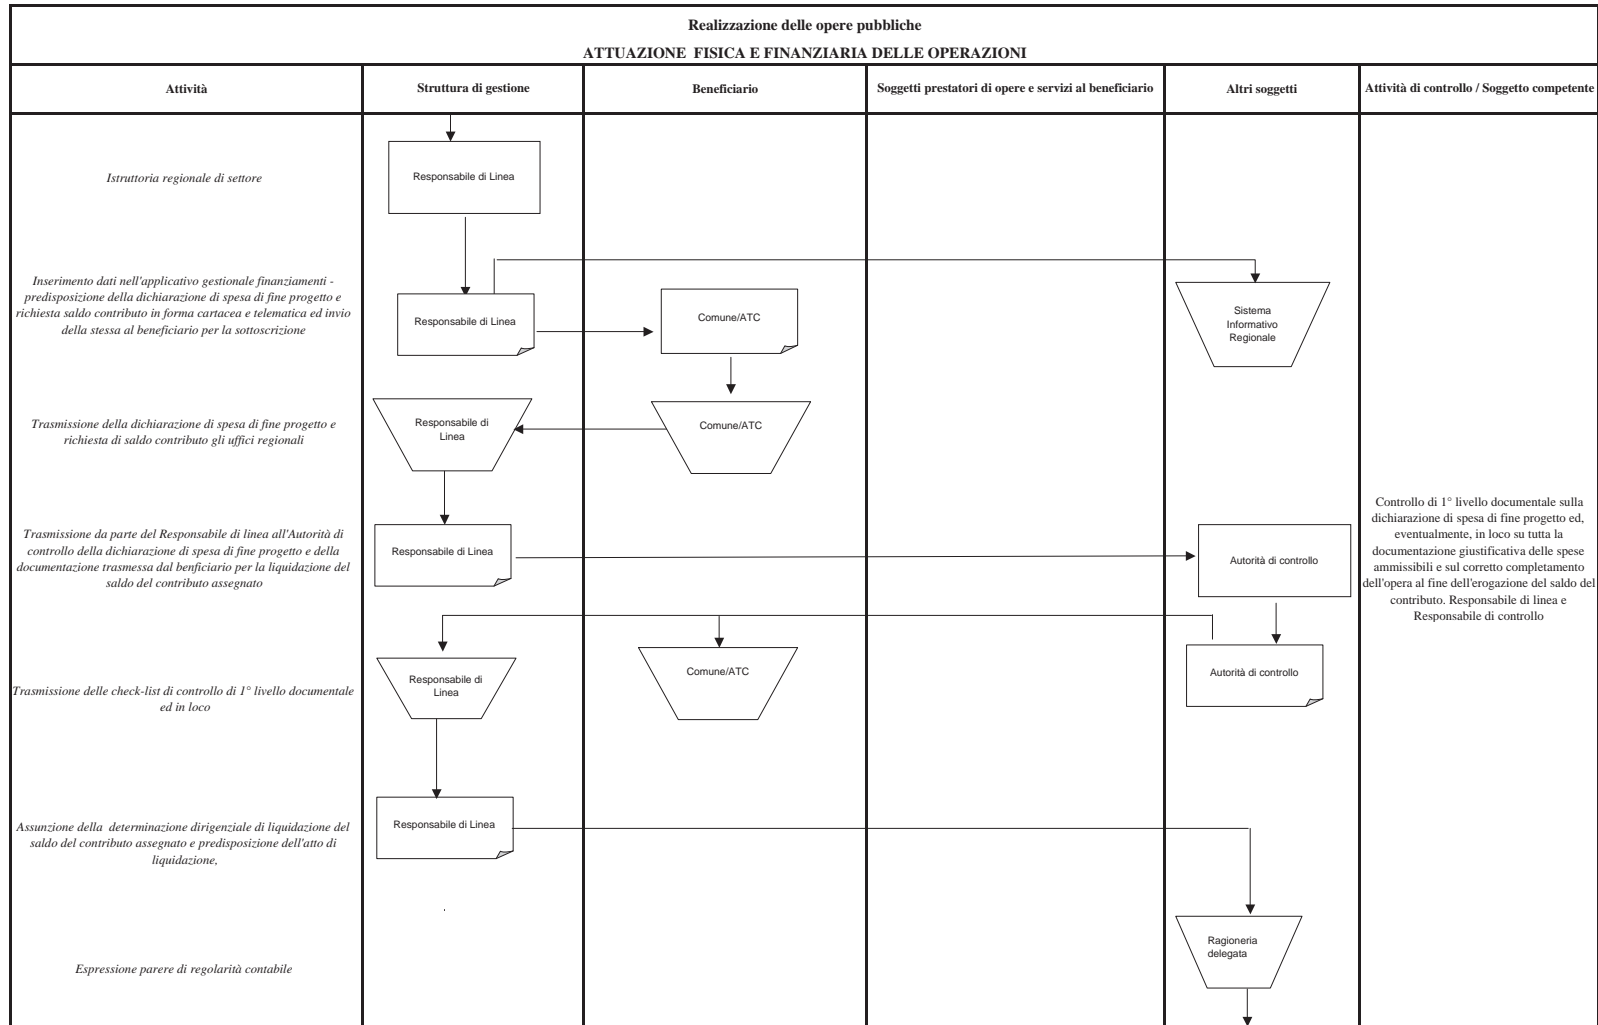 Realizzazione delle opere pubbliche
ATTUAZIONE FISICA E FINANZIARIA DELLE OPERAZIONI
Attività
Struttura di gestione
Beneficiario
Soggetti prestatori di opere e servizi al beneficiario
Altri soggetti
Attività di controllo / Soggetto competente
Istruttoria regionale di settore
Responsabile di Linea
Inserimento dati nell'applicativo gestionale finanziamenti -
predisposizione della dichiarazione di spesa di fine progetto e
richiesta saldo contributo in forma cartacea e telematica ed invio
della stessa al beneficiario per la sottoscrizione
Responsabile di Linea
Comune/ATC
Sistema
Informativo
Regionale
Trasmissione della dichiarazione di spesa di fine progetto e
richiesta di saldo contributo gli uffici regionali
Responsabile di
Linea
Comune/ATC
Trasmissione da parte del Responsabile di linea all'Autorità di
controllo della dichiarazione di spesa di fine progetto e della
documentazione trasmessa dal benficiario per la liquidazione del
saldo del contributo assegnato
Responsabile di Linea
Autorità di controllo
Controllo di 1° livello documentale sulla
dichiarazione di spesa di fine progetto ed,
eventualmente, in loco su tutta la
documentazione giustificativa delle spese
ammissibili e sul corretto completamento
dell'opera al fine dell'erogazione del saldo del
contributo. Responsabile di linea e
Responsabile di controllo
Trasmissione delle check-list di controllo di 1° livello documentale
ed in loco
Responsabile di
Linea
Comune/ATC
Autorità di controllo
Assunzione della determinazione dirigenziale di liquidazione del
saldo del contributo assegnato e predisposizione dell'atto di
liquidazione,
Responsabile di Linea
.
Espressione parere di regolarità contabile
Ragioneria
delegata